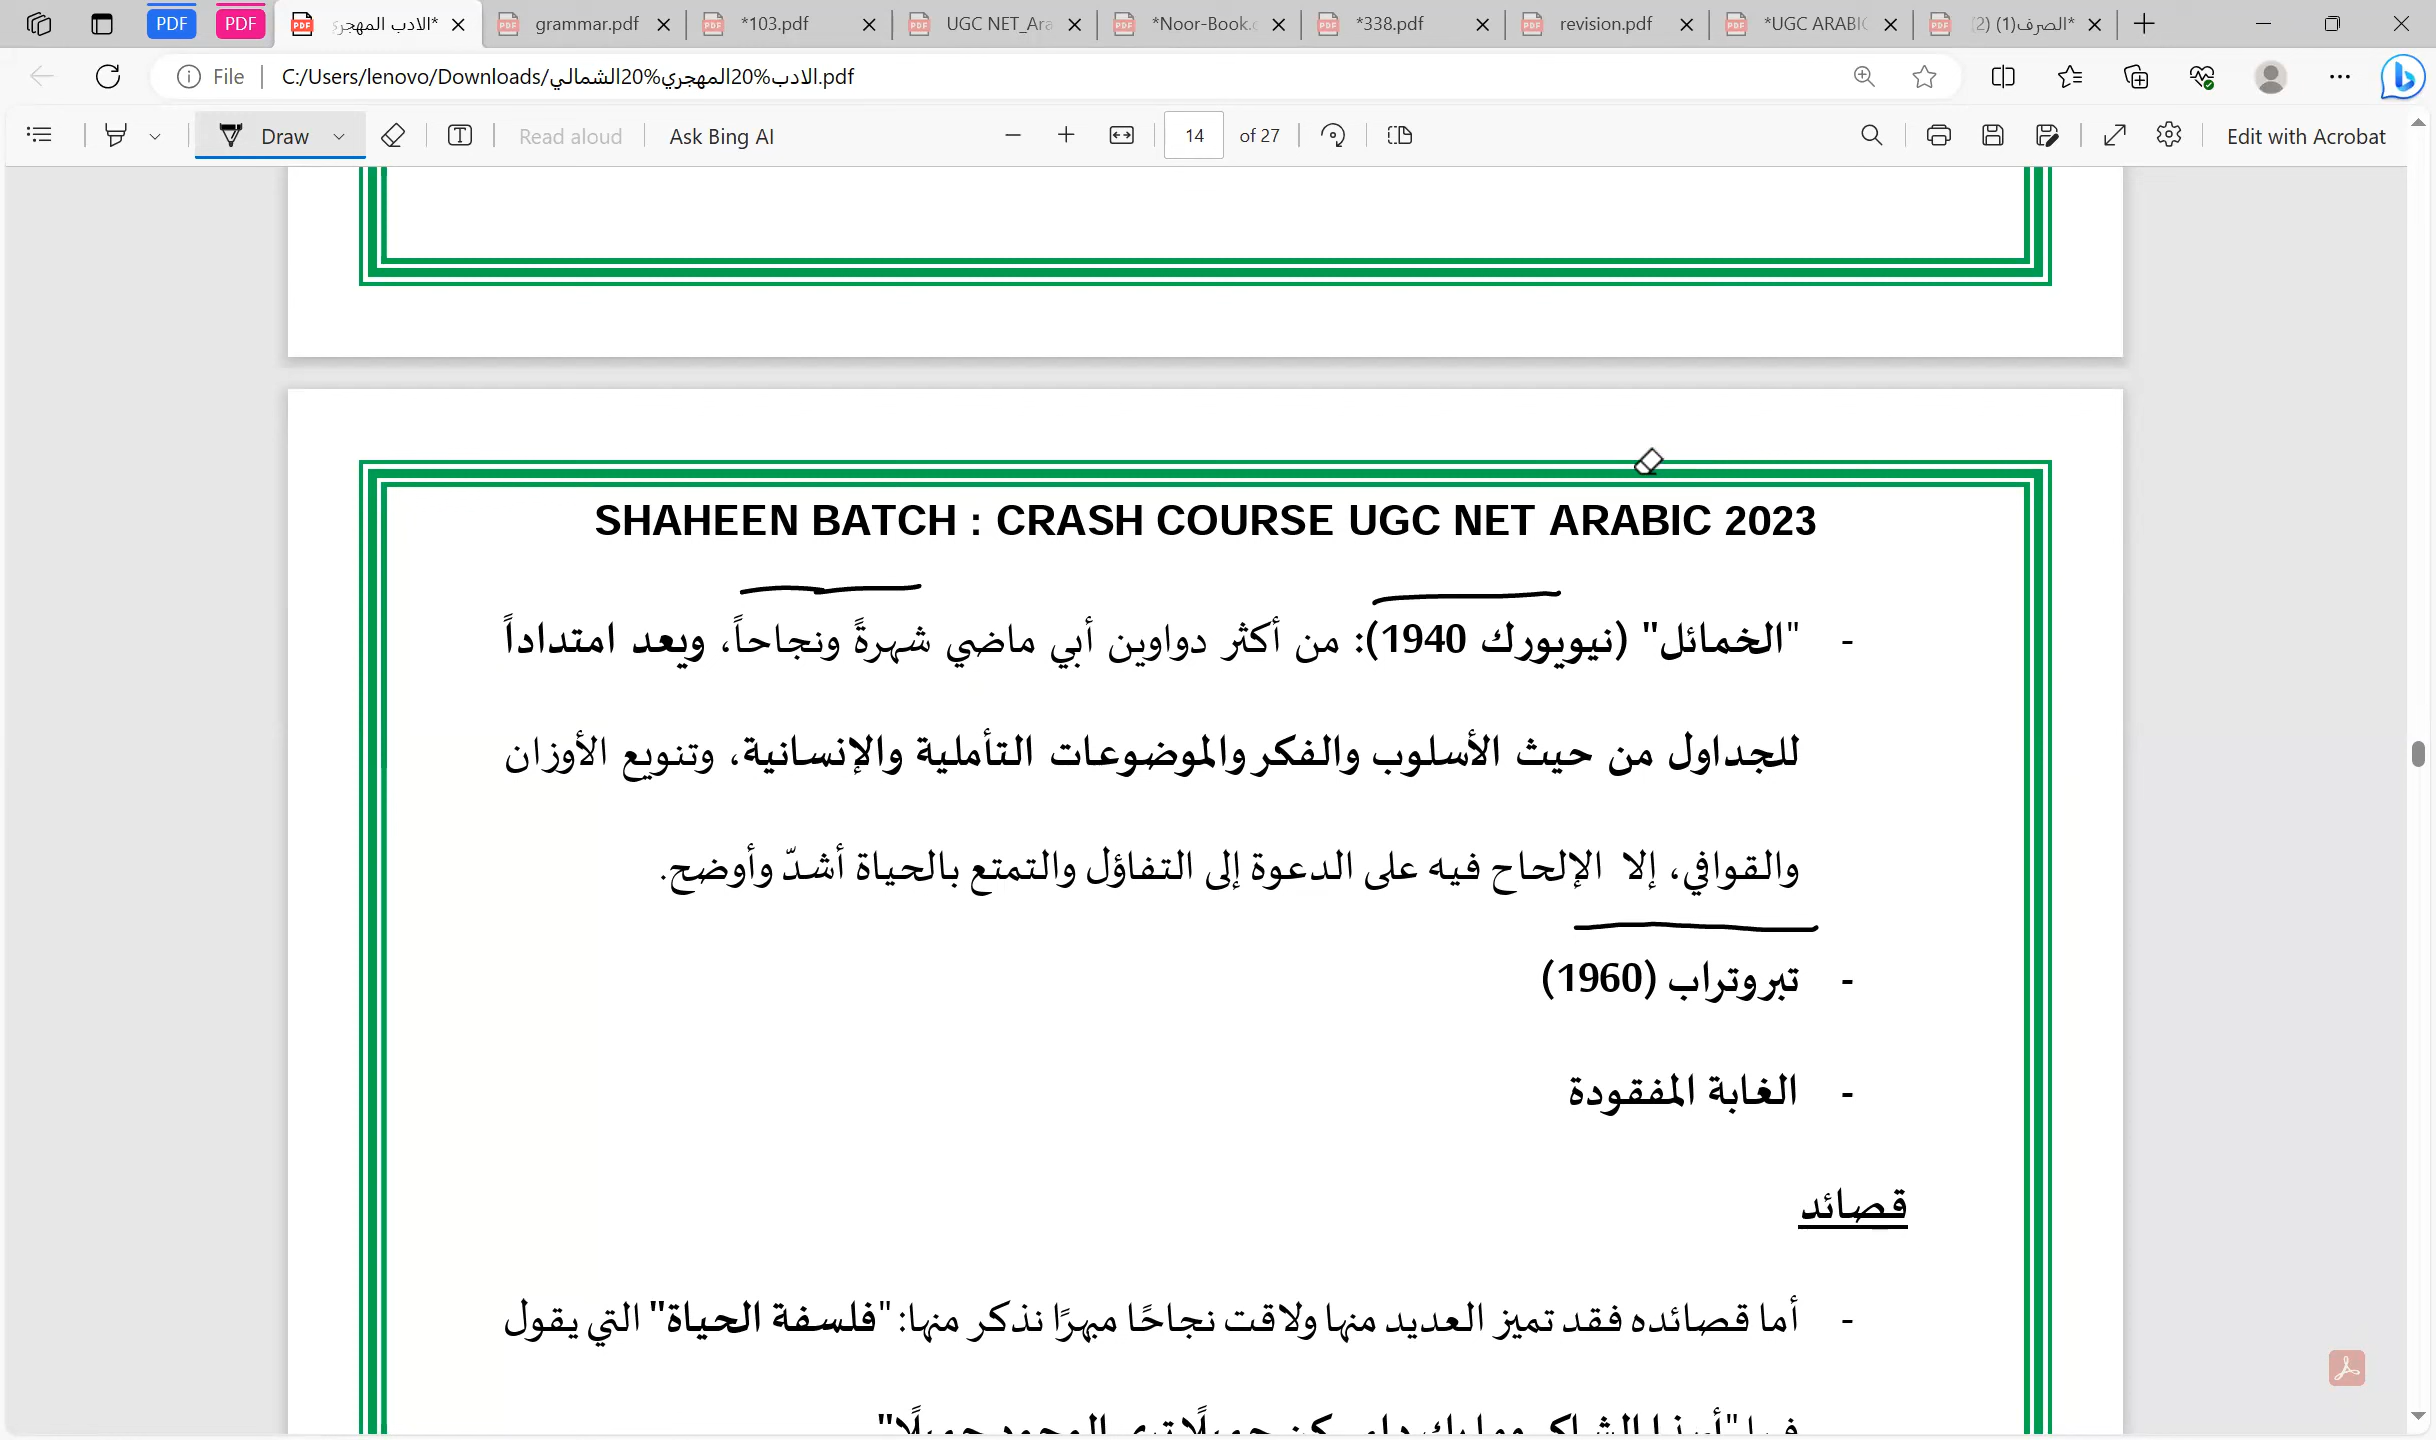 PDF
PDF
*الادب المهجري
grammar.pdf
*103.pdf
UGC NET_Ara
*Noor-Book.c
*338.pdf
revision.pdf
*UGC ARABIC
*الصرف(1) (2)
File
C:/Users/lenovo/Downloads/الادب%20المهجري%20الشمالي.pdf
Draw
Read aloud
Ask Bing AI
14
of 27
Edit with Acrobat
SHAHEEN BATCH : CRASH COURSE UGC NET ARABIC 2023
- "الخمائل" (نيويورك 1940): من أكثر دواوين أبي ماضي شهرةً ونجاحاً، ويعد امتداداً
للجداول من حيث الأسلوب والفكر والموضوعات التأملية والإنسانية، وتنويع الأوزان
والقوافي، إلا الإلحاح فيه على الدعوة إلى التفاؤل والتمتع بالحياة أشدّ وأوضح.
- تبروتراب (1960)
- الغابة المفقودة
قصائد
- أما قصائده فقد تميز العديد منها ولاقت نجاحًا مبهرًا نذكر منها: "فلسفة الحياة" التي يقول